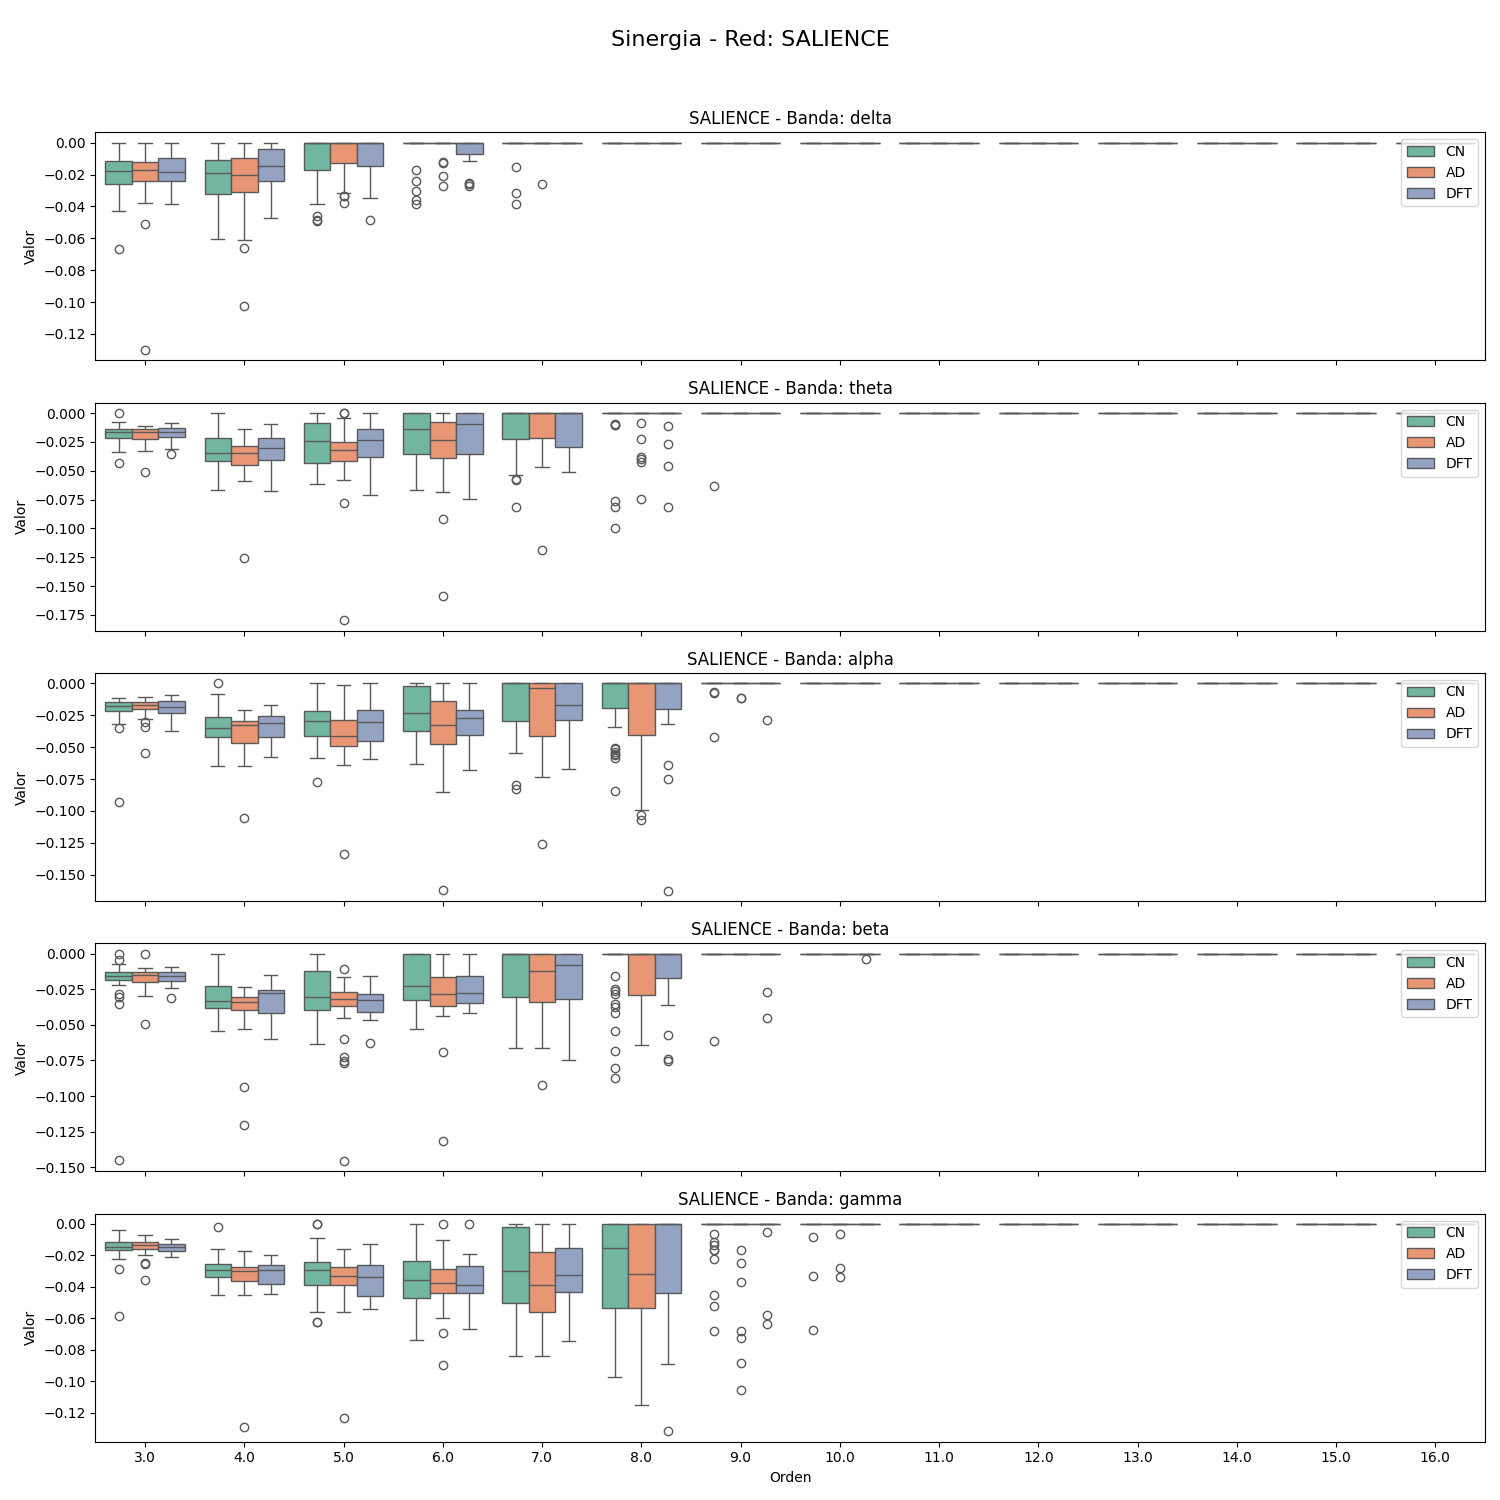 Sinergia - Red: SALIENCE
SALIENCE - Banda: delta
0.00
−0.02
−0.04
−0.06
−0.08
−0.10
−0.12
Valor
CN
AD
DFT
SALIENCE - Banda: theta
0.000
−0.025
−0.050
−0.075
−0.100
−0.125
−0.150
−0.175
Valor
CN
AD
DFT
SALIENCE - Banda: alpha
0.000
−0.025
−0.050
−0.075
−0.100
−0.125
−0.150
Valor
CN
AD
DFT
SALIENCE - Banda: beta
0.000
−0.025
−0.050
−0.075
−0.100
−0.125
−0.150
Valor
CN
AD
DFT
SALIENCE - Banda: gamma
0.00
−0.02
−0.04
−0.06
−0.08
−0.10
−0.12
Valor
CN
AD
DFT
3.0 4.0 5.0 6.0 7.0 8.0 9.0 10.0 11.0 12.0 13.0 14.0 15.0 16.0
Orden